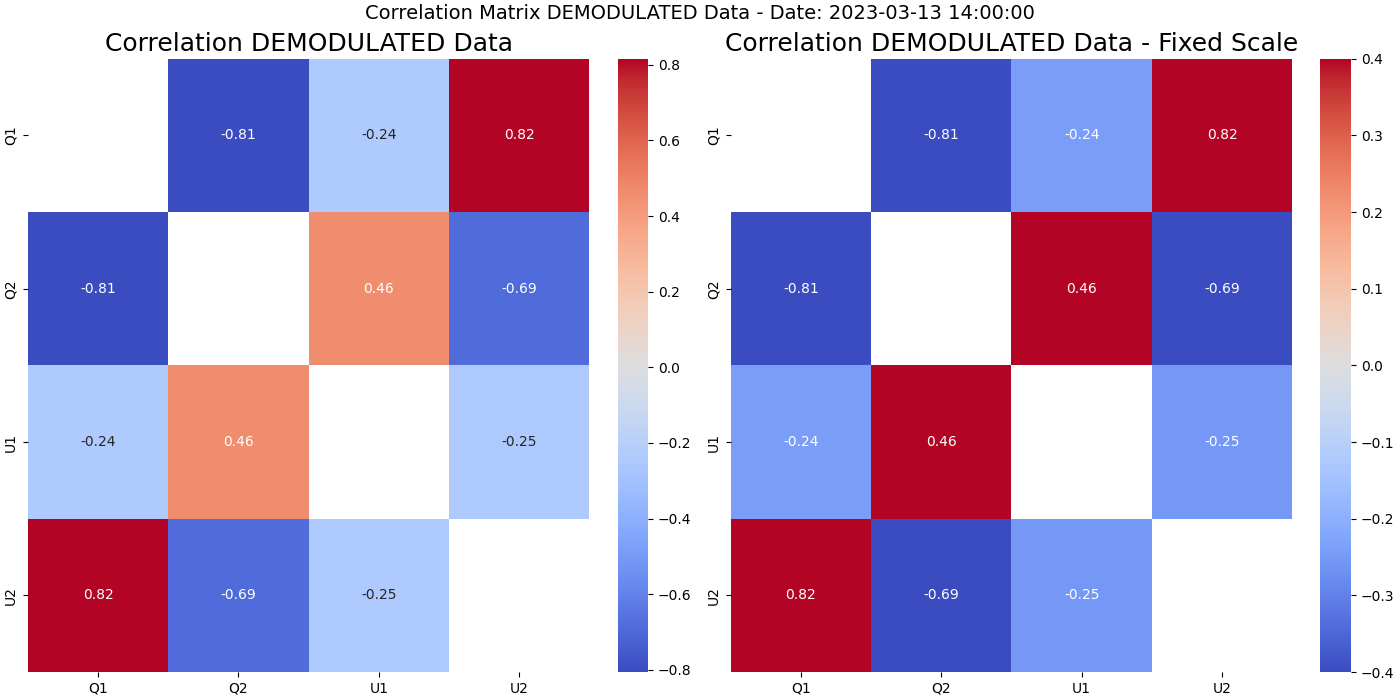 Correlation Matrix DEMODULATED Data - Date: 2023-03-13 14:00:00
Correlation DEMODULATED Data
Q1 -0.81 -0.24 0.82
Q2 -0.81 0.46 -0.69
U1 -0.24 0.46 -0.25
U2 0.82 -0.69 -0.25
Q1 Q2 U1 U2
0.8
0.6
0.4
0.2
0.0
−0.2
−0.4
−0.6
−0.8
Correlation DEMODULATED Data - Fixed Scale
Q1 -0.81 -0.24 0.82
Q2 -0.81 0.46 -0.69
U1 -0.24 0.46 -0.25
U2 0.82 -0.69 -0.25
Q1 Q2 U1 U2
0.4
0.3
0.2
0.1
0.0
−0.1
−0.2
−0.3
−0.4